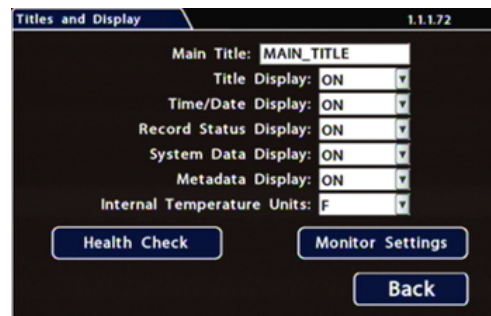 Titles and Display 1.1.1.72
Main Title: MAIN_TITLE
Title Display: ON
Time/Date Display: ON
Record Status Display: ON
System Data Display: ON
Metadata Display: ON
Internal Temperature Units: F
Health Check Monitor Settings
Back